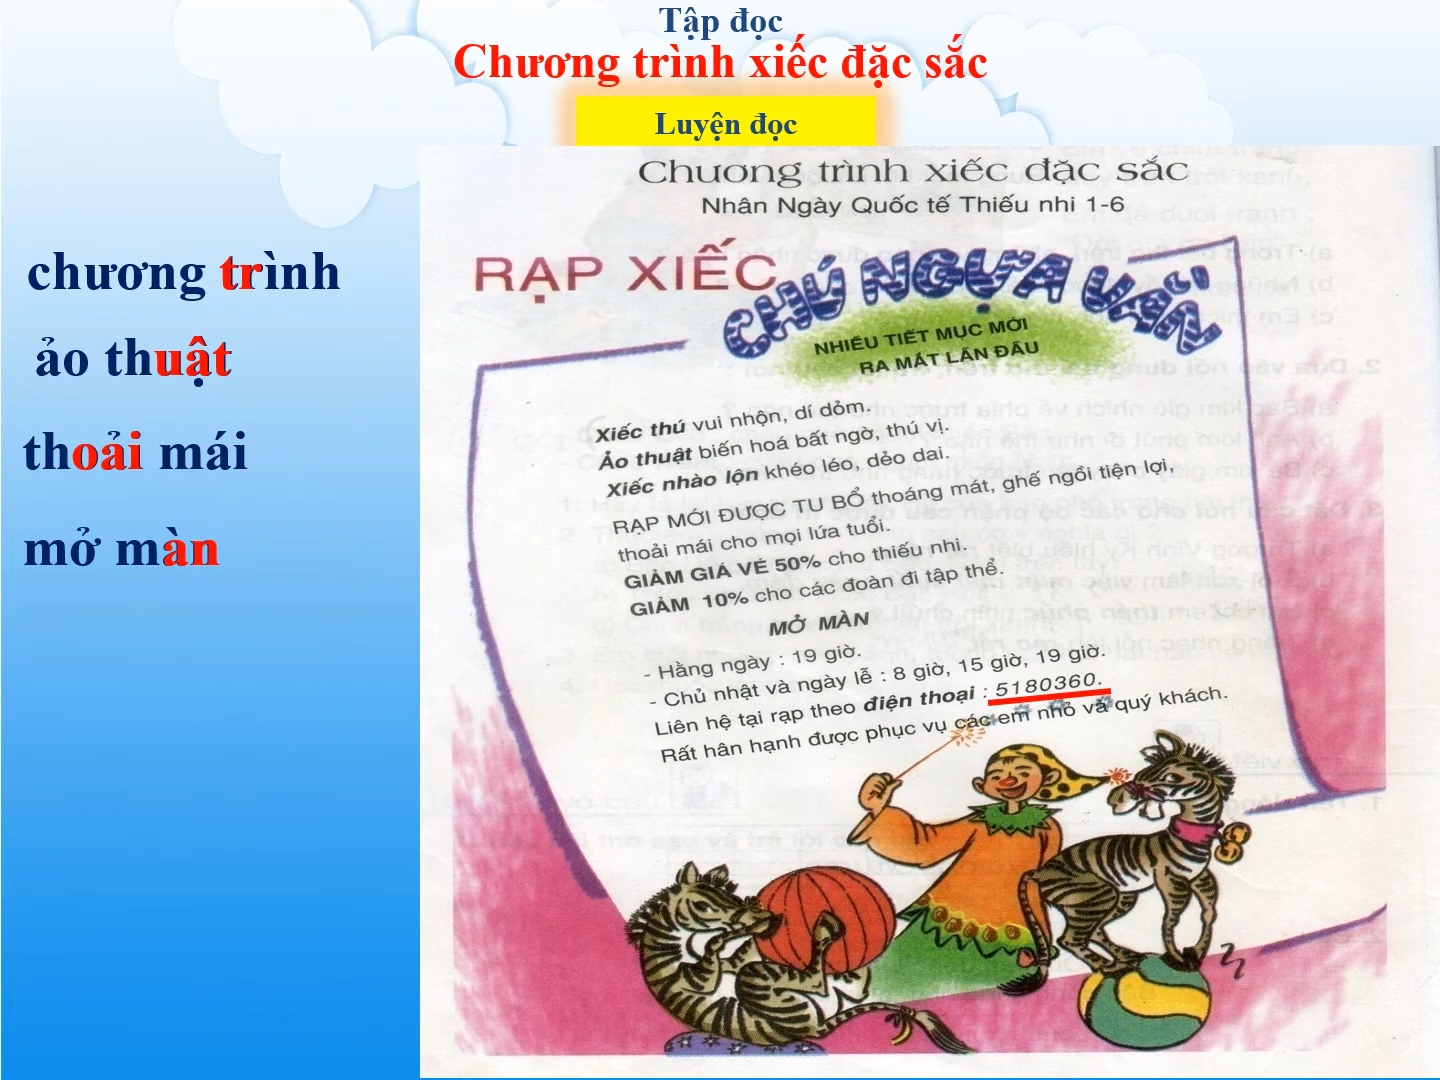 Tập đọc
Chương trình xiếc đặc sắc
Luyện đọc
chương trình
ảo thuật
thoải mái
mở màn
Chương trình xiếc đặc sắc
Nhân Ngày Quốc tế Thiếu nhi 1-6
RẠP XIẾC
CHÚ NGỰA VẰN
NHIỀU TIẾT MỤC MỚI
RA MẮT LẦN ĐẦU
Xiếc thú vui nhộn, dí dỏm.
Ảo thuật biến hoá bất ngờ, thú vị.
Xiếc nhào lộn khéo léo, dẻo dai.
RẠP MỚI ĐƯỢC TU BỔ thoáng mát, ghế ngồi tiện lợi,
thoải mái cho mọi lứa tuổi.
GIẢM GIÁ VÉ 50% cho thiếu nhi.
GIẢM 10% cho các đoàn đi tập thể.
MỞ MÀN
- Hằng ngày : 19 giờ.
- Chủ nhật và ngày lễ : 8 giờ, 15 giờ, 19 giờ.
Liên hệ tại rạp theo điện thoại : 5180360.
Rất hân hạnh được phục vụ các em nhỏ và quý khách.